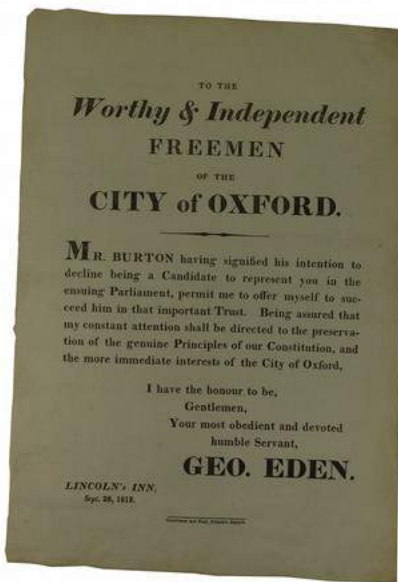 TO THE
Worthy & Independent
FREEMEN
OF THE
CITY of OXFORD.
MR. BURTON having signified his intention to
decline being a Candidate to represent you in the
ensuing Parliament, permit me to offer myself to suc-
ceed him in that important Trust. Being assured that
my constant attention shall be directed to the preserva-
tion of the genuine Principles of our Constitution, and
the more immediate interests of the City of Oxford,
I have the honour to be,
Gentlemen,
Your most obedient and devoted
humble Servant,
GEO. EDEN.
LINCOLN's INN,
Sept. 28, 1812.